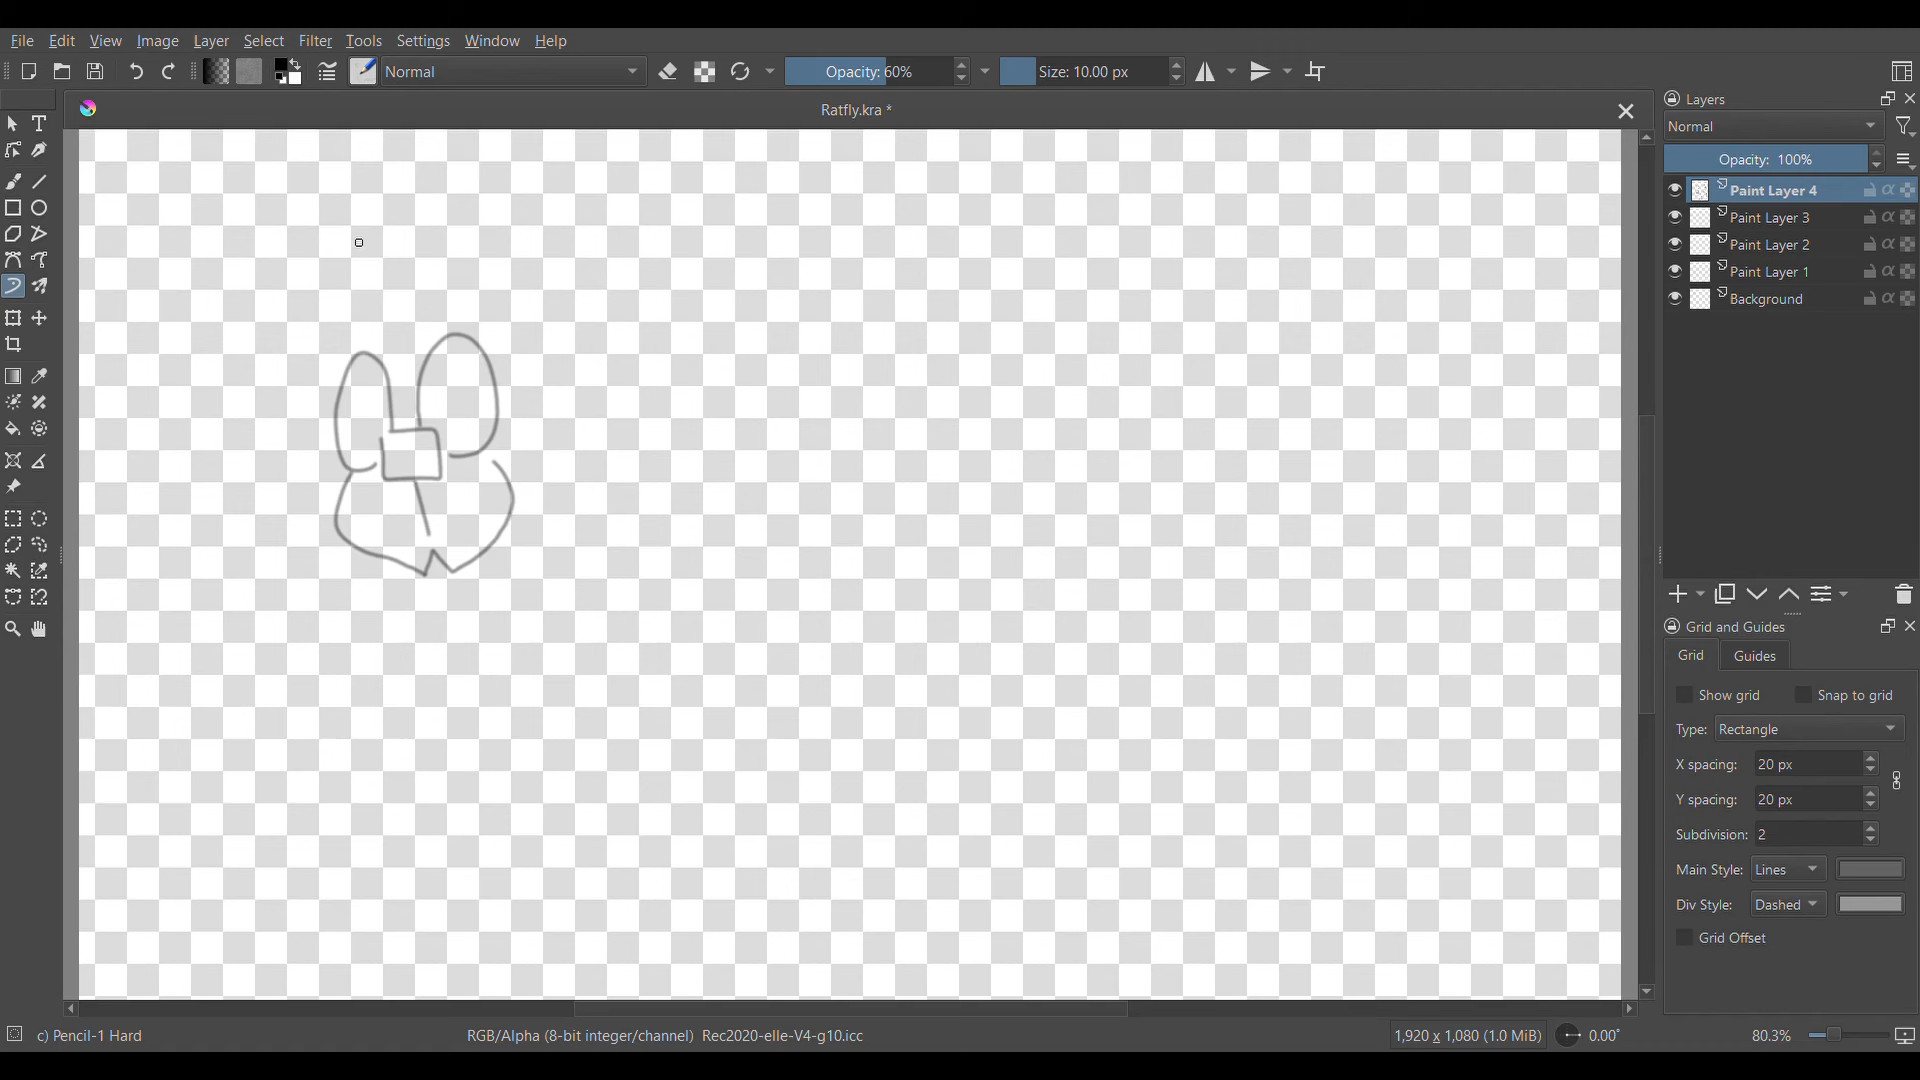 File Edit View Image Layer Select Filter Tools Settings Window Help
Normal Opacity: 60% Size: 10.00 px
Ratfly.kra *
Layers
Normal
Opacity: 100%
Paint Layer 4
Paint Layer 3
Paint Layer 2
Paint Layer 1
Background
Grid and Guides
Grid Guides
Show grid Snap to grid
Type: Rectangle
X spacing: 20 px
Y spacing: 20 px
Subdivision: 2
Main Style: Lines
Div Style: Dashed
Grid Offset
c) Pencil-1 Hard RGB/Alpha (8-bit integer/channel) Rec2020-elle-V4-g10.icc 1,920 x 1,080 (1.0 MiB) 0.00° 80.3%